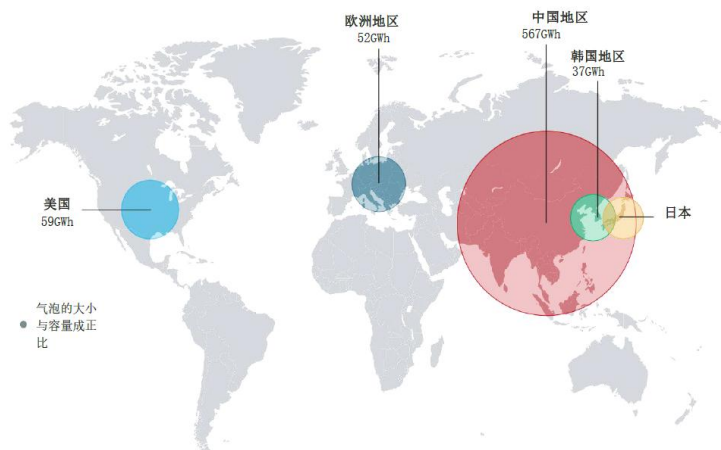 欧洲地区
52GWh
中国地区
567GWh
韩国地区
37GWh
美国
59GWh
日本
气泡的大小
与容量成正
比